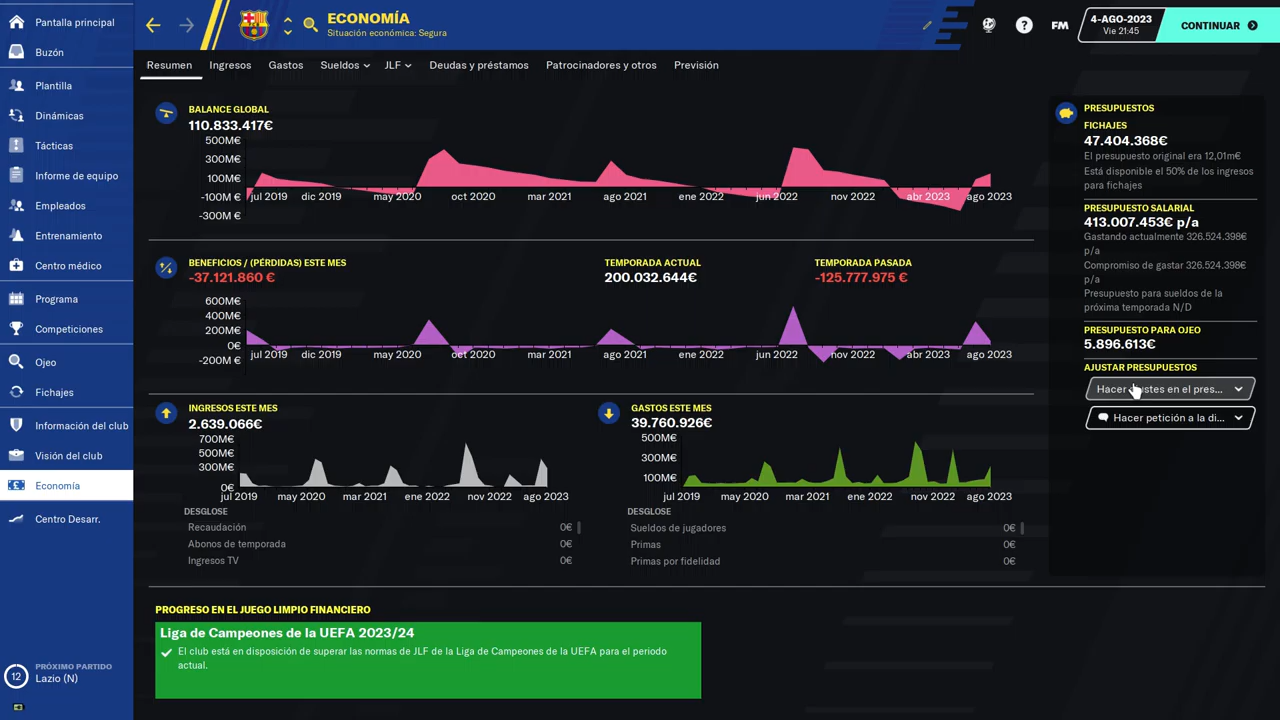 Pantalla principal
Buzón
Plantilla
Dinámicas
Tácticas
Informe de equipo
Empleados
Entrenamiento
Centro médico
Programa
Competiciones
Ojeo
Fichajes
Información del club
Visión del club
Economía
Centro Desarr.
12
PRÓXIMO PARTIDO
Lazio (N)
ECONOMÍA
Situación económica: Segura
?
FM
4-AGO-2023
Vie 21:45
CONTINUAR
Resumen
Ingresos
Gastos
Sueldos
JLF
Deudas y préstamos
Patrocinadores y otros
Previsión
BALANCE GLOBAL
110.833.417€
500M€
300M€
100M€
-100M €
-300M€
jul 2019 dic 2019 may 2020 oct 2020 mar 2021 ago 2021 ene 2022 jun 2022 nov 2022 abr 2023 ago 2023
BENEFICIOS / (PÉRDIDAS) ESTE MES
-37.121.860 €
TEMPORADA ACTUAL
200.032.644€
TEMPORADA PASADA
-125.777.975 €
600M€
400M€
200M€
0€
-200M €
jul 2019 dic 2019 may 2020 oct 2020 mar 2021 ago 2021 ene 2022 jun 2022 nov 2022 abr 2023 ago 2023
INGRESOS ESTE MES
2.639.066€
700M€
500M€
300M€
0€
jul 2019 may 2020 mar 2021 ene 2022 nov 2022 ago 2023
DESGLOSE
Recaudación 0€
Abonos de temporada 0€
Ingresos TV 0€
GASTOS ESTE MES
39.760.926€
500M€
300M€
100M€
jul 2019 may 2020 mar 2021 ene 2022 nov 2022 ago 2023
DESGLOSE
Sueldos de jugadores 0€
Primas 0€
Primas por fidelidad 0€
PROGRESO EN EL JUEGO LIMPIO FINANCIERO
Liga de Campeones de la UEFA 2023/24
El club está en disposición de superar las normas de JLF de la Liga de Campeones de la UEFA para el periodo
actual.
PRESUPUESTOS
FICHAJES
47.404.368€
El presupuesto original era 12,01m€
Está disponible el 50% de los ingresos
para fichajes
PRESUPUESTO SALARIAL
413.007.453€ p/a
Gastando actualmente 326.524.398€
p/a
Compromiso de gastar 326.524.398€
p/a
Presupuesto para sueldos de la
próxima temporada N/D
PRESUPUESTO PARA OJEO
5.896.613€
AJUSTAR PRESUPUESTOS
Hacer ajustes en el pres...
Hacer petición a la di...